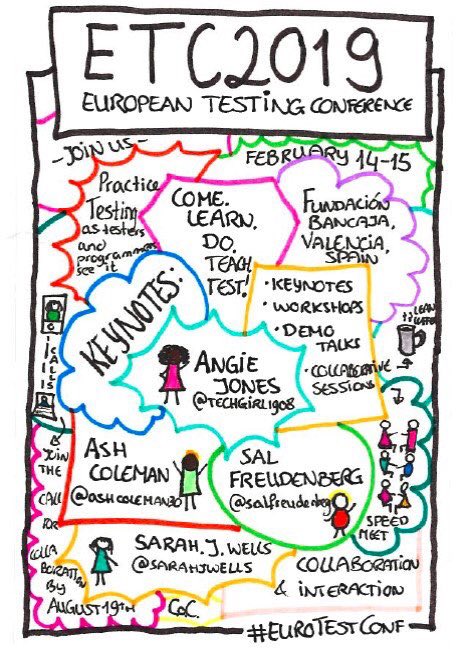 ETC2019
EUROPEAN TESTING CONFERENCE
- JOIN US -
FEBRUARY 14-15
Practice
Testing
as testers
and
programmers
see it
COME.
LEARN.
DO.
TEACH
TEST!
FUNDACIÓN
BANCAJA,
VALENCIA,
SPAIN
KEYNOTES:
· KEYNOTES
· WORKSHOPS
· DEMO
TALKS
· COLLABORATIVE
SESSIONS
LEAN
COFFEE
ANGIE
JONES
@TECHGIRL1908
CALLS
JOIN
THE
CALL
FOR
COLLA
BORATION
BY
AUGUST 19TH
ASH
COLEMAN
@ashcoleman30
SAL
FREUDENBERG
@salfreudenberg
SPEED
MEET
SARAH.J.WELLS
@SARAHJWELLS
COLLABORATION
& INTERACTION
COC.
#EUROTESTCONF